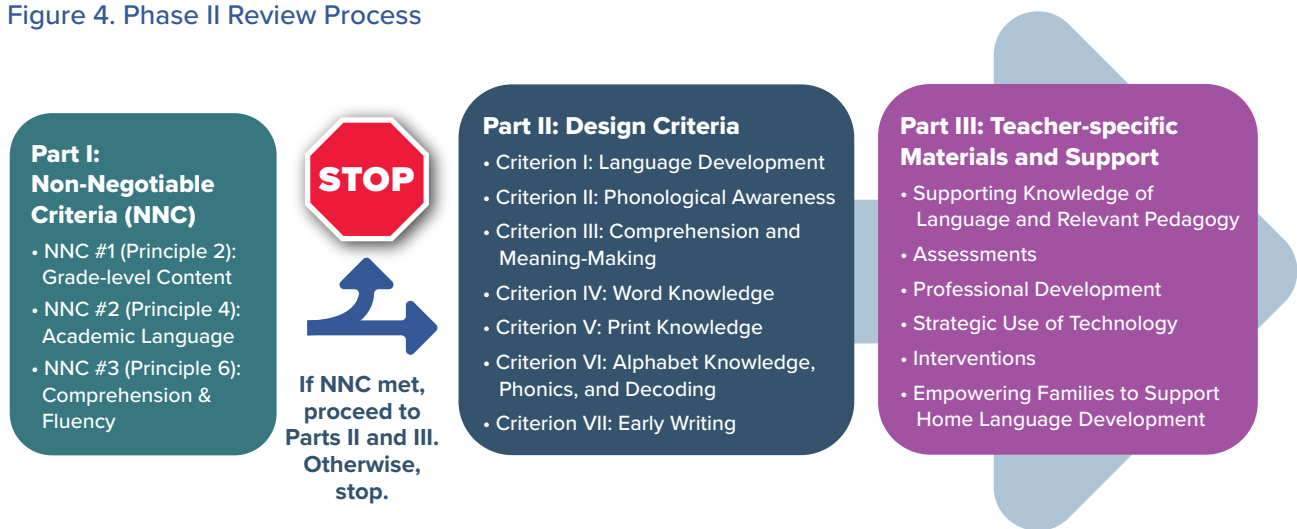 Figure 4. Phase II Review Process
Part I:
Non-Negotiable
Criteria (NNC)
• NNC #1 (Principle 2):
Grade-level Content
• NNC #2 (Principle 4):
Academic Language
• NNC #3 (Principle 6):
Comprehension &
Fluency
STOP
If NNC met,
proceed to
Parts II and III.
Otherwise,
stop.
Part II: Design Criteria
• Criterion I: Language Development
• Criterion II: Phonological Awareness
• Criterion III: Comprehension and
Meaning-Making
• Criterion IV: Word Knowledge
• Criterion V: Print Knowledge
• Criterion VI: Alphabet Knowledge,
Phonics, and Decoding
• Criterion VII: Early Writing
Part III: Teacher-specific
Materials and Support
• Supporting Knowledge of
Language and Relevant Pedagogy
• Assessments
• Professional Development
• Strategic Use of Technology
• Interventions
• Empowering Families to Support
Home Language Development